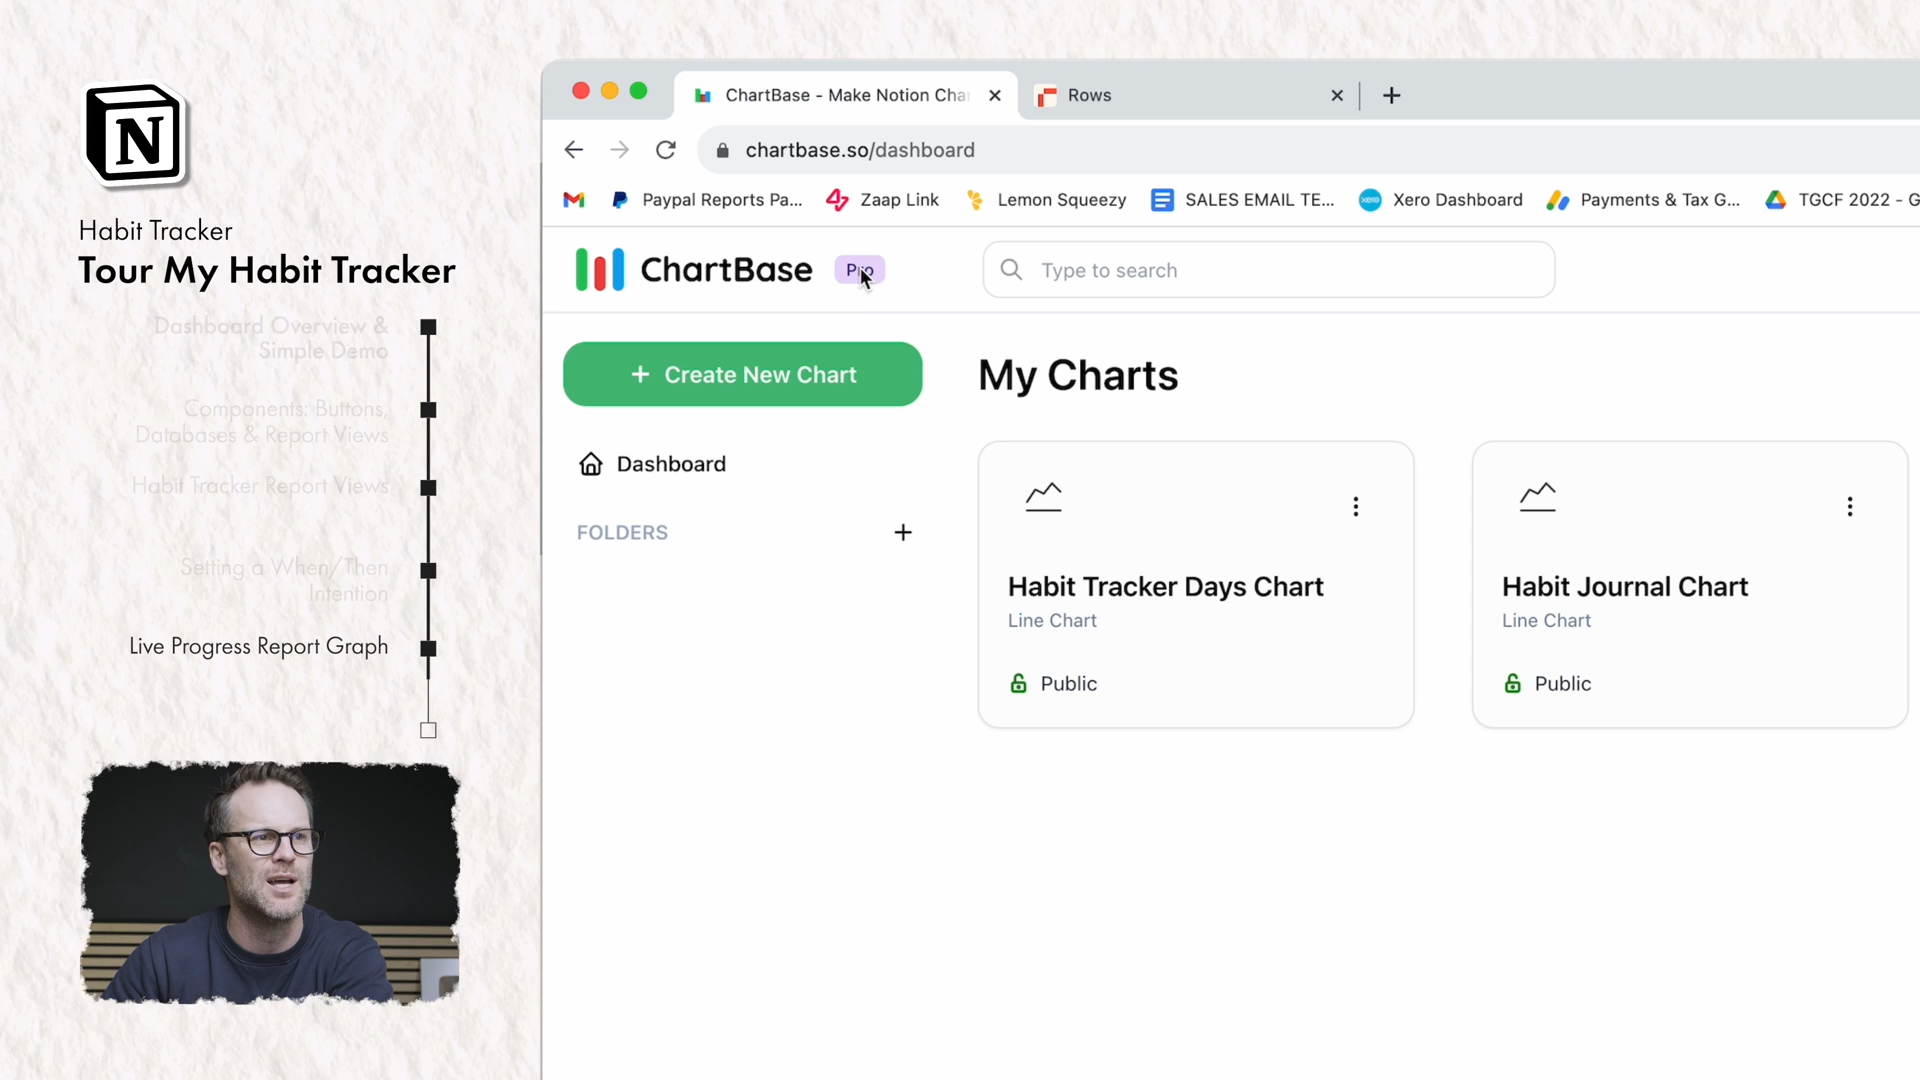 N
Habit Tracker
Tour My Habit Tracker
Dashboard Overview &
Simple Demo
Components: Buttons,
Databases & Report Views
Habit Tracker Report Views
Setting a When/Then
Intention
Live Progress Report Graph
ChartBase - Make Notion Cha
Rows
chartbase.so/dashboard
Paypal Reports Pa...
Zaap Link
Lemon Squeezy
SALES EMAIL TE...
Xero Dashboard
Payments & Tax G...
TGCF 2022 - G
ChartBase
Pro
Type to search
+ Create New Chart
My Charts
Dashboard
FOLDERS
Habit Tracker Days Chart
Line Chart
Public
Habit Journal Chart
Line Chart
Public